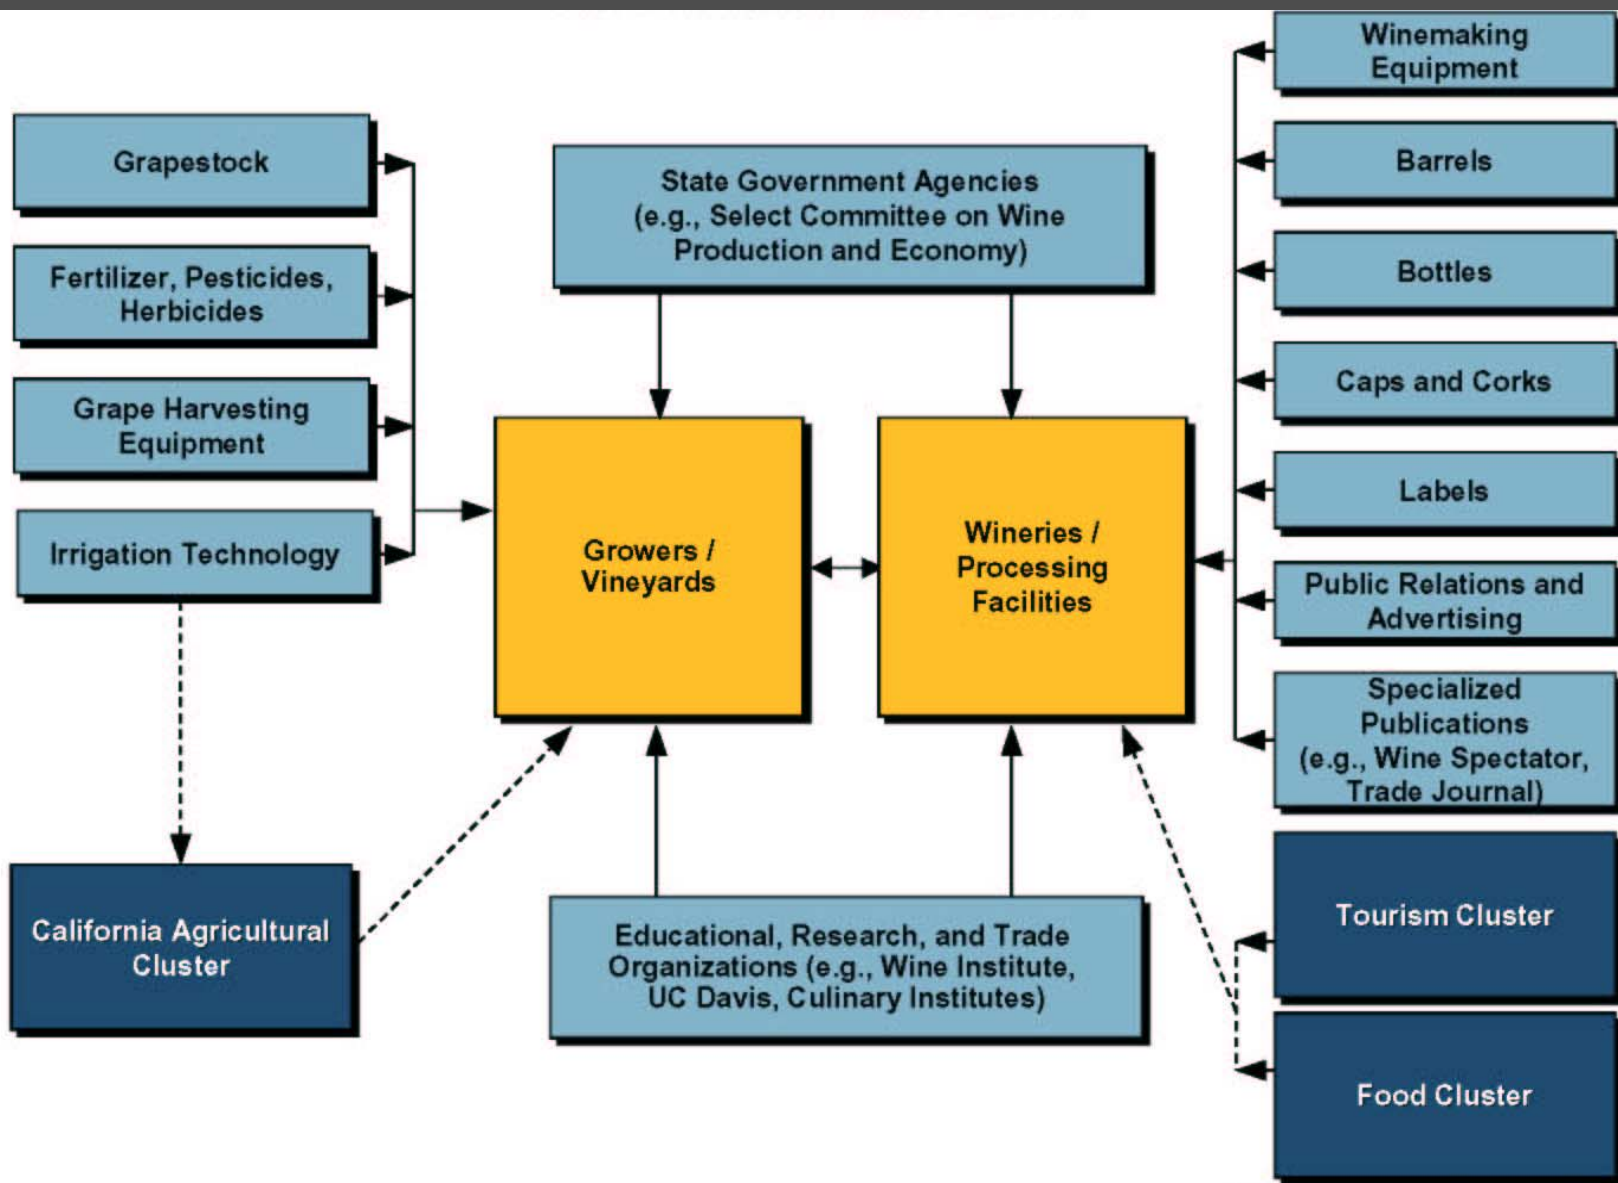 Grapestock
Fertilizer, Pesticides,
Herbicides
Grape Harvesting
Equipment
Irrigation Technology
California Agricultural
Cluster
State Government Agencies
(e.g., Select Committee on Wine
Production and Economy)
Growers /
Vineyards
Wineries /
Processing
Facilities
Educational, Research, and Trade
Organizations (e.g., Wine Institute,
UC Davis, Culinary Institutes)
Winemaking
Equipment
Barrels
Bottles
Caps and Corks
Labels
Public Relations and
Advertising
Specialized
Publications
(e.g., Wine Spectator,
Trade Journal)
Tourism Cluster
Food Cluster